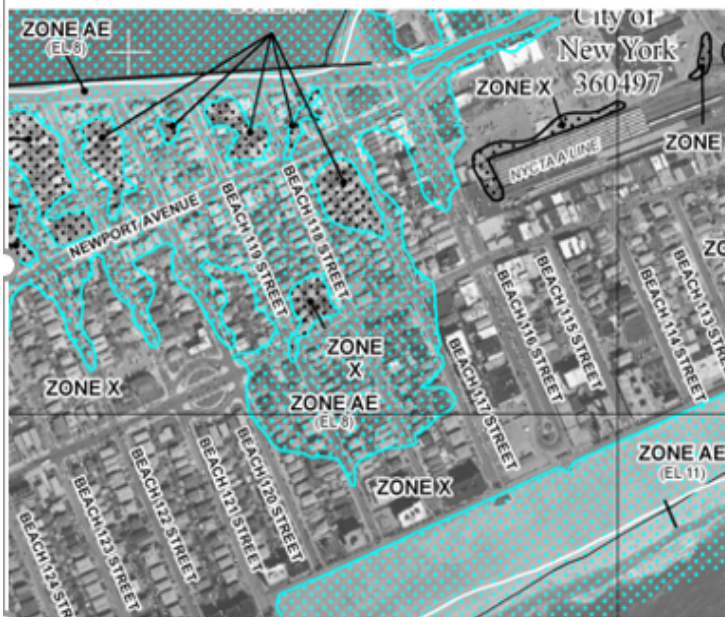 ZONE AE
(EL 8)
City of
New York
360497
ZONE X
ZONE
NYCTA A LINE
NEWPORT AVENUE
BEACH 119 STREET
BEACH 118 STREET
BEACH 116 STREET
BEACH 115 STREET
BEACH 114 STREET
BEACH 113 STREET
ZONE
X
ZONE X
ZONE AE
(EL 8)
BEACH 117 STREET
ZONE AE
(EL 11)
ZONE X
BEACH 120 STREET
BEACH 121 STREET
BEACH 122 STREET
BEACH 123 STREET
BEACH 124 STR